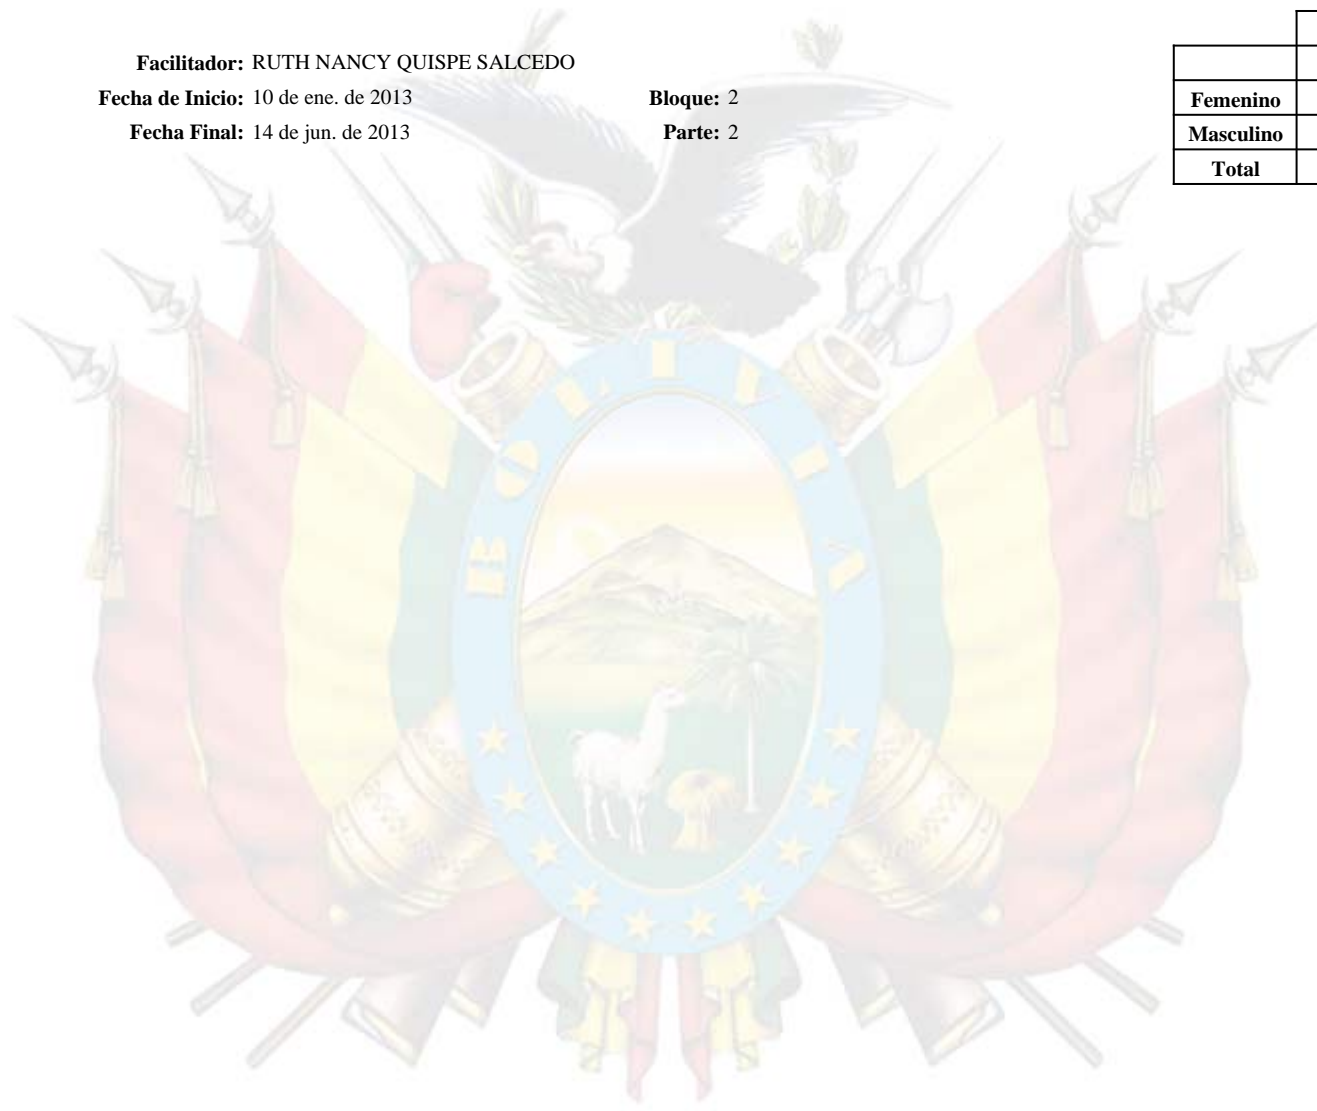 Facilitador: RUTH NANCY QUISPE SALCEDO
Fecha de Inicio: 10 de ene. de 2013 Bloque: 2
Fecha Final: 14 de jun. de 2013 Parte: 2
Femenino
Masculino
Total
BOLIVIA